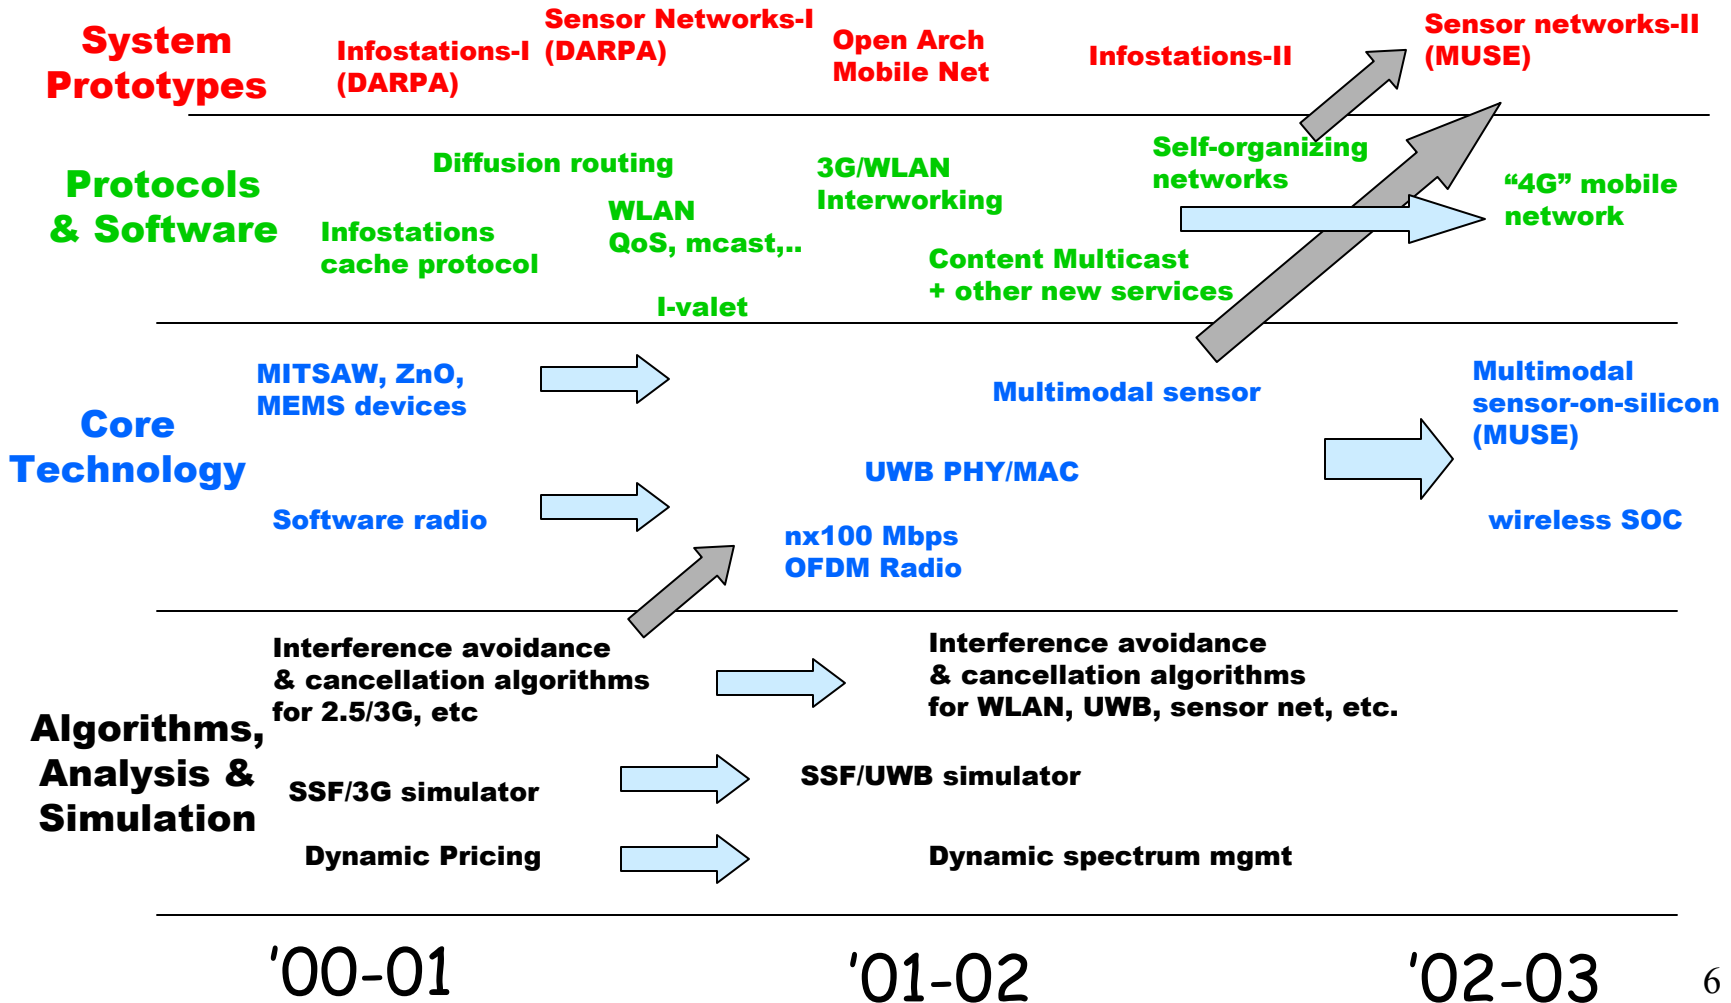 System
Prototypes
Infostations-I
(DARPA)
Sensor Networks-I
(DARPA)
Open Arch
Mobile Net
Infostations-II
Sensor networks-II
(MUSE)
Protocols
& Software
Diffusion routing
Infostations
cache protocol
WLAN
QoS, mcast,..
I-valet
3G/WLAN
Interworking
Content Multicast
+ other new services
Self-organizing
networks
“4G” mobile
network
Core
Technology
MITSAW, ZnO,
MEMS devices
Software radio
Multimodal sensor
UWB PHY/MAC
nx100 Mbps
OFDM Radio
Multimodal
sensor-on-silicon
(MUSE)
wireless SOC
Algorithms,
Analysis &
Simulation
Interference avoidance
& cancellation algorithms
for 2.5/3G, etc
Interference avoidance
& cancellation algorithms
for WLAN, UWB, sensor net, etc.
SSF/3G simulator
SSF/UWB simulator
Dynamic Pricing
Dynamic spectrum mgmt
'00-01
'01-02
'02-03
6